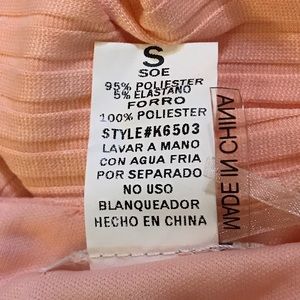 S
SOE
95% POLIESTER
5% ELASTANO
FORRO
100% POLIESTER
STYLE#K6503
LAVAR A MANO
CON AGUA FRIA
POR SEPARADO
NO USO
BLANQUEADOR
HECHO EN CHINA
MADE IN CHINA